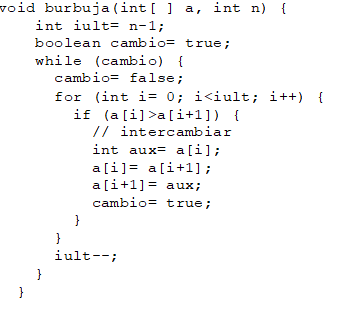 void burbuja(int[ ] a, int n) {
    int iult= n-1;
    boolean cambio= true;
    while (cambio) {
      cambio= false;
      for (int i= 0; i<iult; i++) {
        if (a[i]>a[i+1]) {
          // intercambiar
          int aux= a[i];
          a[i]= a[i+1];
          a[i+1]= aux;
          cambio= true;
        }
      }
      iult--;
    }
  }